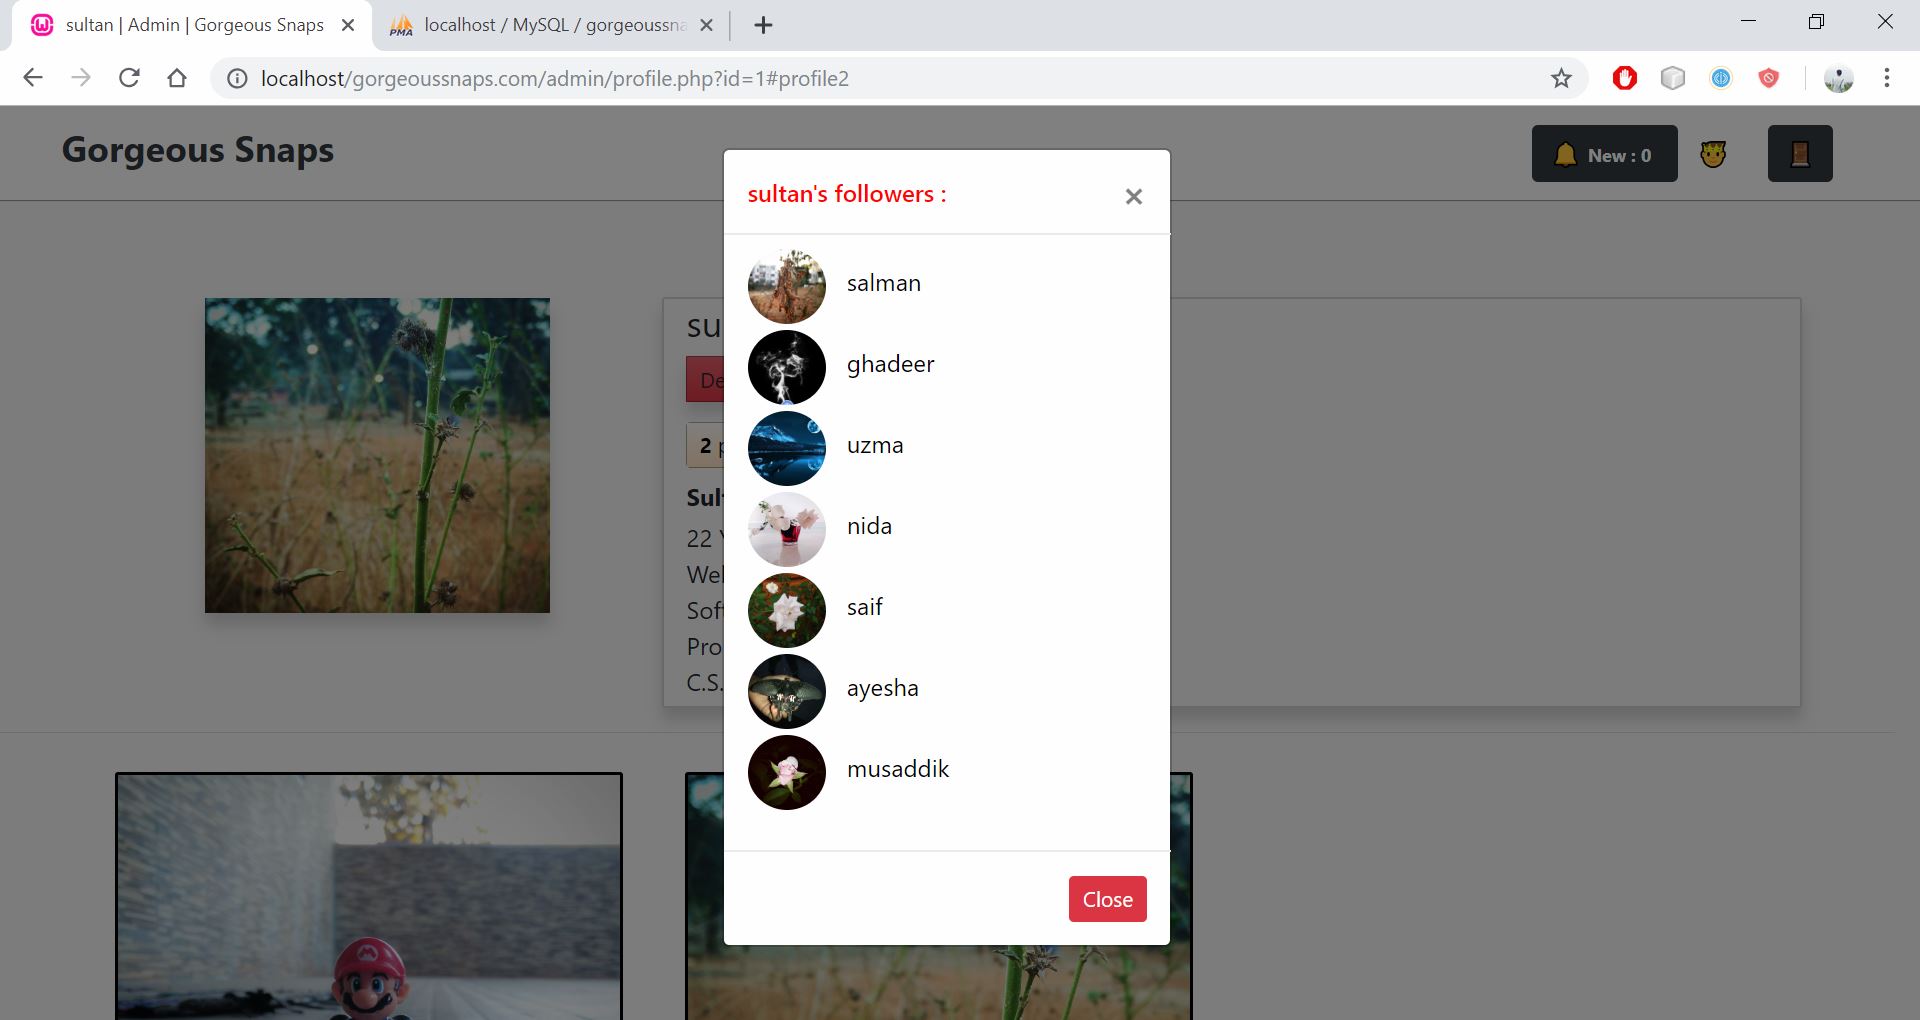 sultan | Admin | Gorgeous Snaps
localhost / MySQL / gorgeoussna
localhost/gorgeoussnaps.com/admin/profile.php?id=1#profile2
Gorgeous Snaps
New : 0
sultan's followers :
salman
ghadeer
uzma
nida
saif
ayesha
musaddik
Close
su
De
2 p
Sul
22
Wel
Soft
Pro
C.S.